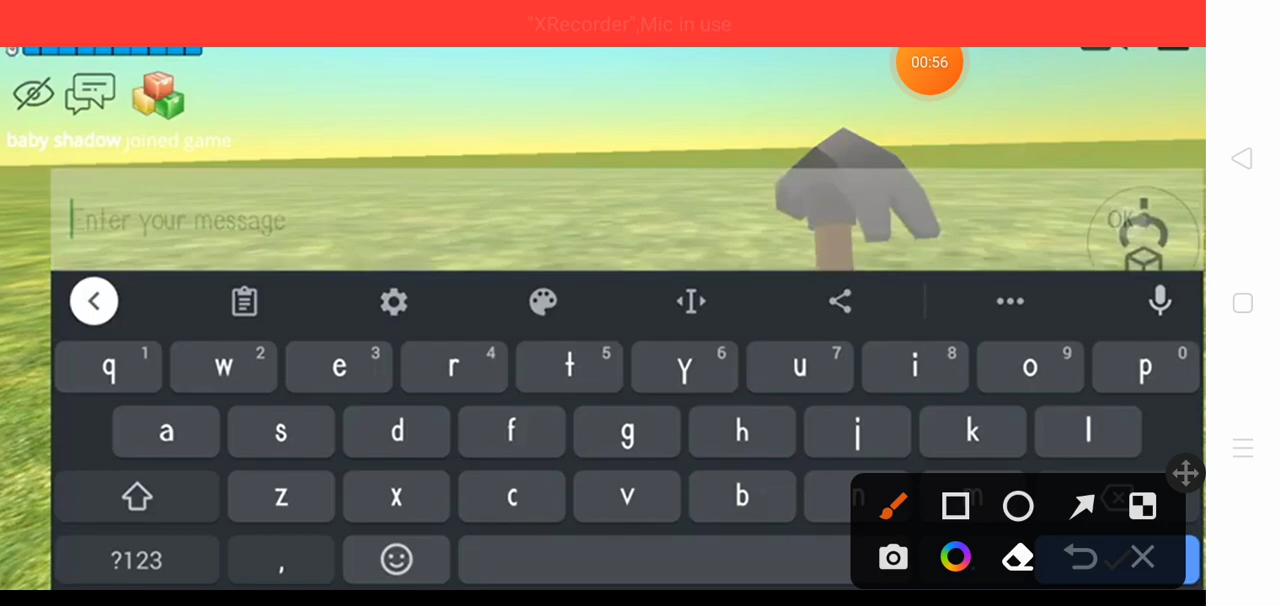 "XRecorder",Mic in use
9
00:56
baby shadow joined game
Enter your message
OK
q 1 w 2 e 3 r 4 t 5 y 6 u 7 i 8 o 9 p 0
a s d f g h j k l
z x c v b n m
?123 ,